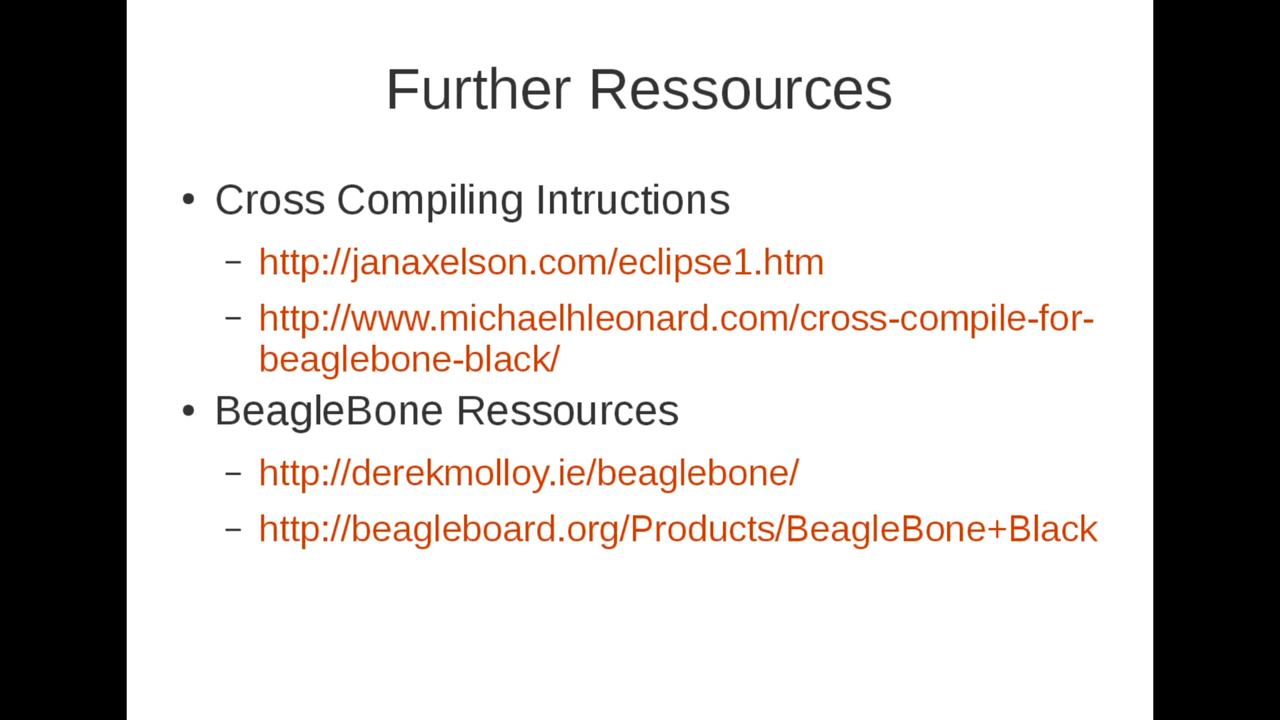 Further Ressources
• Cross Compiling Intructions
– http://janaxelson.com/eclipse1.htm
– http://www.michaelhleonard.com/cross-compile-for-
beaglebone-black/
• BeagleBone Ressources
– http://derekmolloy.ie/beaglebone/
– http://beagleboard.org/Products/BeagleBone+Black